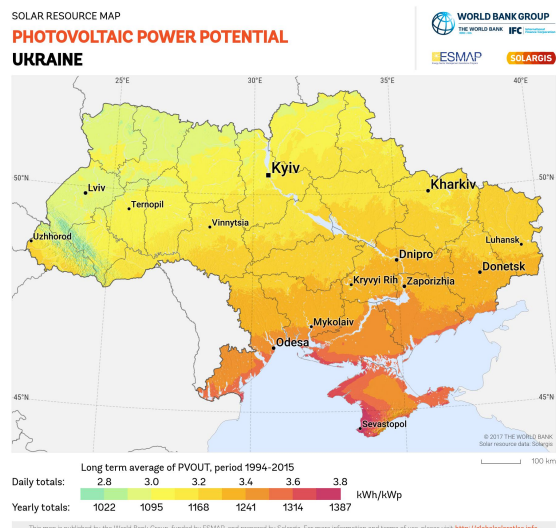 SOLAR RESOURCE MAP
PHOTOVOLTAIC POWER POTENTIAL
UKRAINE
WORLD BANK GROUP
THE WORLD BANK
IFC
ESMAP
SOLARGIS
25°E
30°E
35°E
40°E
50°N
50°N
Kyiv
Kharkiv
Lviv
Ternopil
Vinnytsia
Uzhhorod
Luhansk
Dnipro
Donetsk
Kryvyi Rih
Zaporizhia
Mykolaiv
Odesa
45°N
45°N
Sevastopol
© 2017 THE WORLD BANK
Solar resource data: Solargis
100 km
Long term average of PVOUT, period 1994-2015
Daily totals: 2.8 3.0 3.2 3.4 3.6 3.8
kWh/kWp
Yearly totals: 1022 1095 1168 1241 1314 1387